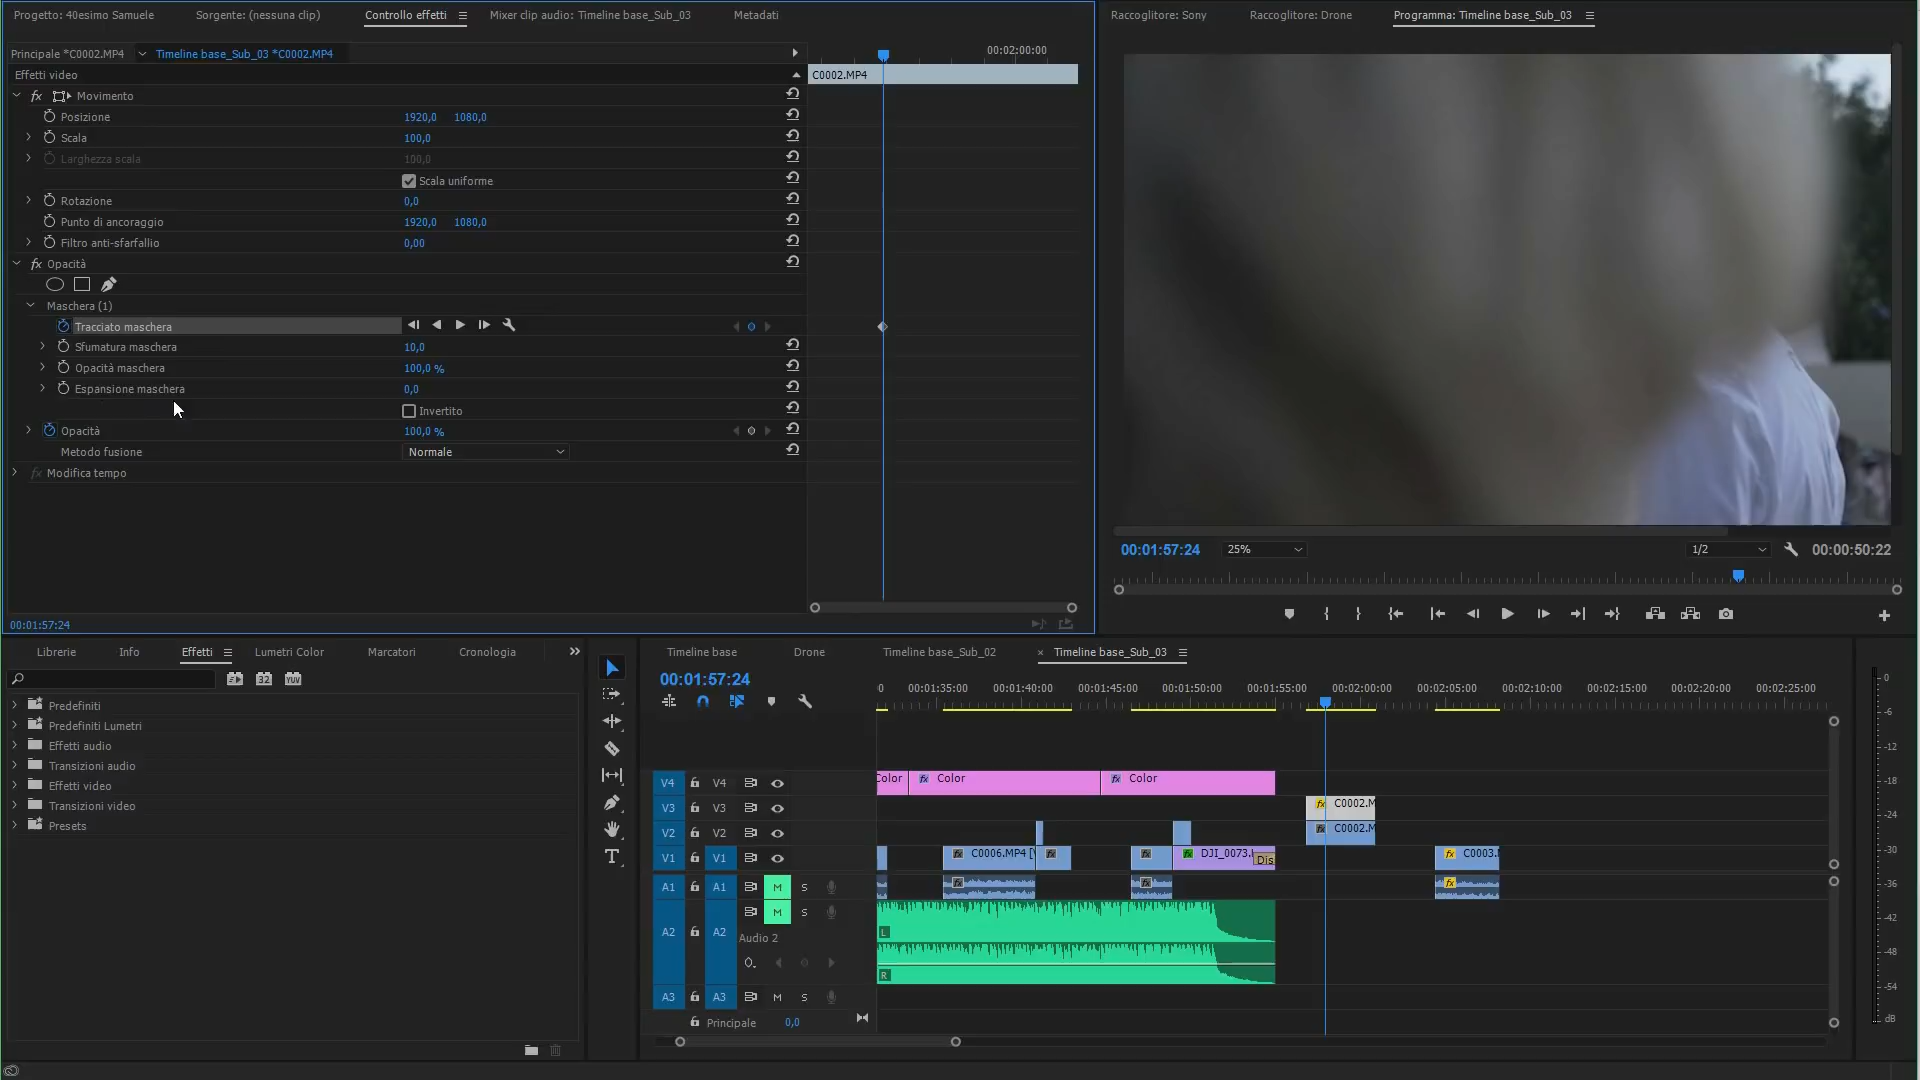 Progetto: 40esimo Samuele
Sorgente: (nessuna clip)
Controllo effetti
Mixer clip audio: Timeline base_Sub_03
Metadati
Raccoglitore: Sony
Raccoglitore: Drone
Programma: Timeline base_Sub_03
Principale *C0002.MP4
Timeline base_Sub_03 *C0002.MP4
00:02:00:00
Effetti video
C0002.MP4
fx Movimento
Posizione 1920,0 1080,0
Scala 100,0
Larghezza scala 100,0
Scala uniforme
Rotazione 0,0
Punto di ancoraggio 1920,0 1080,0
Filtro anti-sfarfallio 0,00
fx Opacità
Maschera (1)
Tracciato maschera
Sfumatura maschera 10,0
Opacità maschera 100,0 %
Espansione maschera 0,0
Invertito
Opacità 100,0 %
Metodo fusione Normale
fx Modifica tempo
00:01:57:24
00:01:57:24 25% 1/2 00:00:50:22
Librerie Info Effetti Lumetri Color Marcatori Cronologia
32 YUV
Predefiniti
Predefiniti Lumetri
Effetti audio
Transizioni audio
Effetti video
Transizioni video
Presets
Timeline base Drone Timeline base_Sub_02 × Timeline base_Sub_03
00:01:57:24
0 00:01:35:00 00:01:40:00 00:01:45:00 00:01:50:00 00:01:55:00 00:02:00:00 00:02:05:00 00:02:10:00 00:02:15:00 00:02:20:00 00:02:25:00
V4 V4 Color fx Color fx Color
V3 V3 fx C0002.M
V2 V2 fx C0002.M
V1 V1 fx C0006.MP4 [V fx fx fx DJI_0073. Dis fx C0003.
A1 A1 M S fx fx fx
A2 A2 M S
Audio 2
L
R
A3 A3 M S
Principale 0,0
0
-6
-12
-18
-24
-30
-36
-42
-48
-54
dB